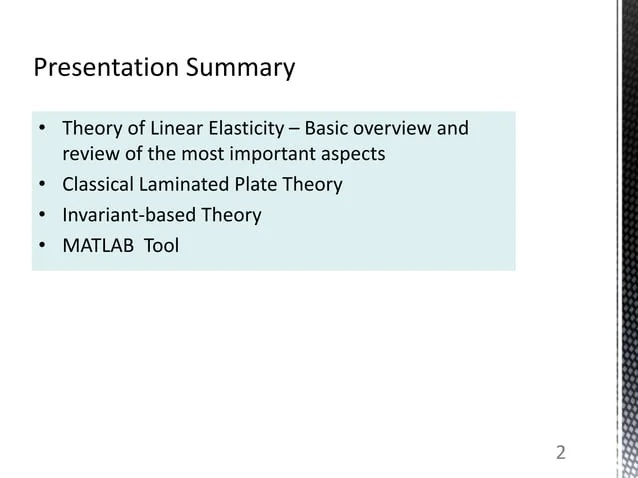 Presentation Summary
• Theory of Linear Elasticity – Basic overview and
review of the most important aspects
• Classical Laminated Plate Theory
• Invariant-based Theory
• MATLAB  Tool
2